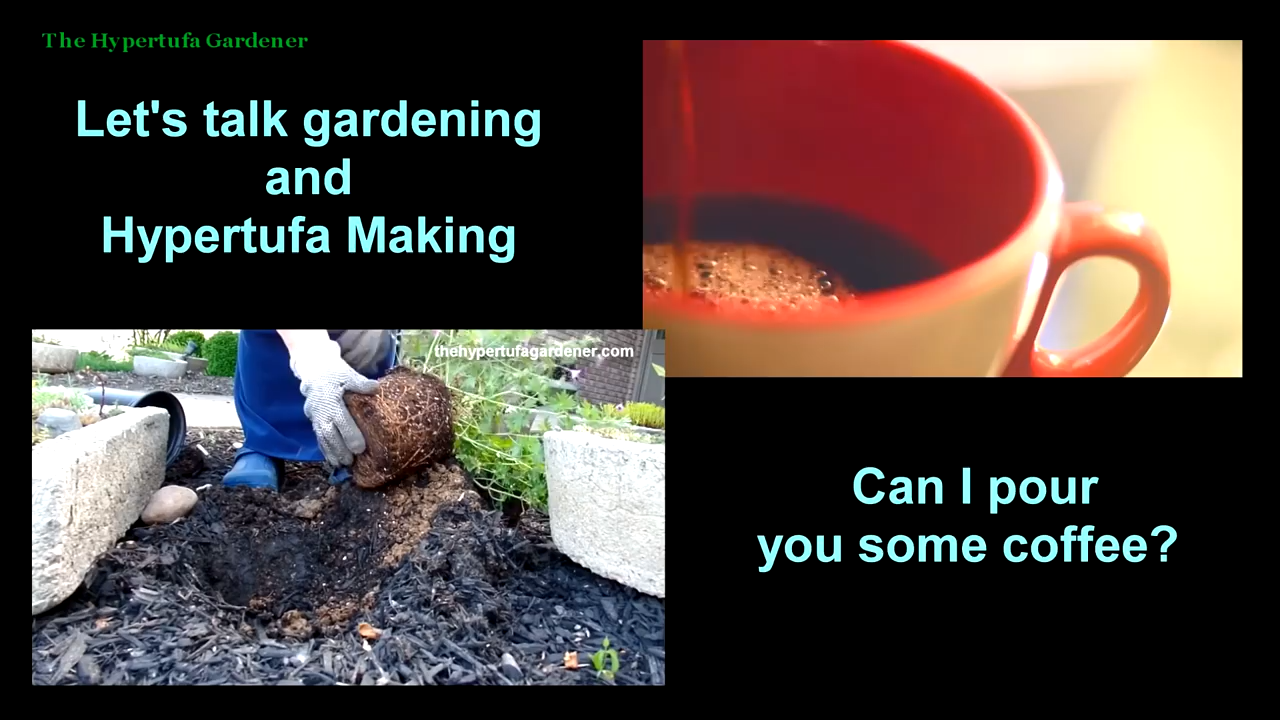 The Hypertufa Gardener
Let's talk gardening
and
Hypertufa Making
thehypertufagardener.com
Can I pour
you some coffee?